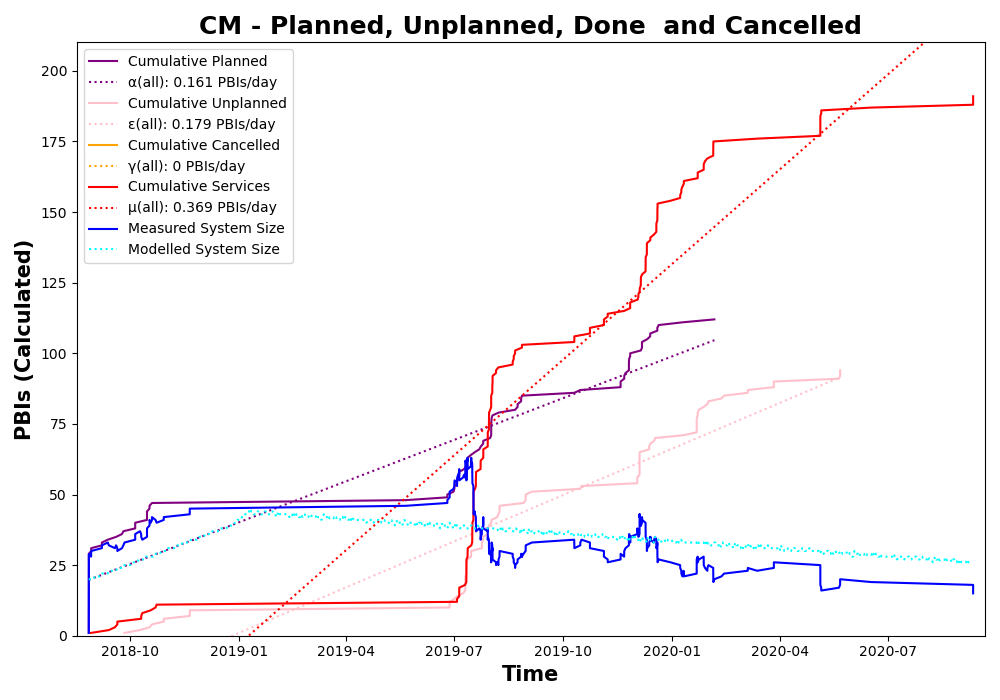 CM - Planned, Unplanned, Done  and Cancelled
Cumulative Planned
α(all): 0.161 PBIs/day
Cumulative Unplanned
ε(all): 0.179 PBIs/day
Cumulative Cancelled
γ(all): 0 PBIs/day
Cumulative Services
μ(all): 0.369 PBIs/day
Measured System Size
Modelled System Size
PBIs (Calculated)
200
175
150
125
100
75
50
25
0
2018-10 2019-01 2019-04 2019-07 2019-10 2020-01 2020-04 2020-07
Time